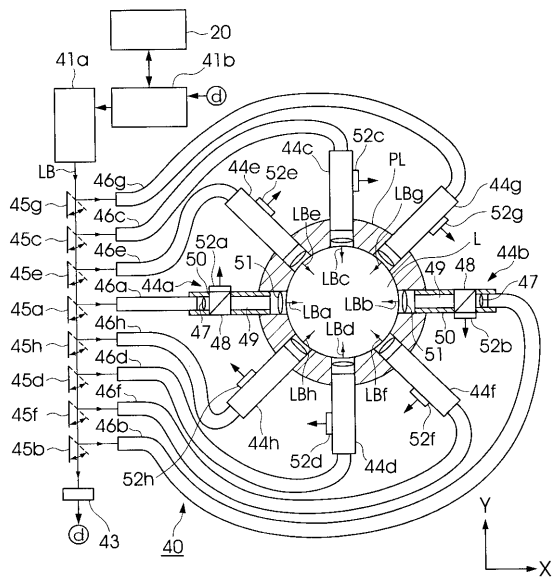 20
41a
41b
d
LB
46g
46c
46e
46a
46h
46d
46f
46b
45g
45c
45e
45a
45h
45d
45f
45b
43
d
44e
52e
44c
52c
PL
LBg
44g
52g
L
LBe
LBc
52a
50
44a
51
47
48
49
LBa
LBb
LBd
49
48
44b
47
50
52b
51
LBh
LBf
44f
52f
44h
52h
52d
44d
40
Y
X